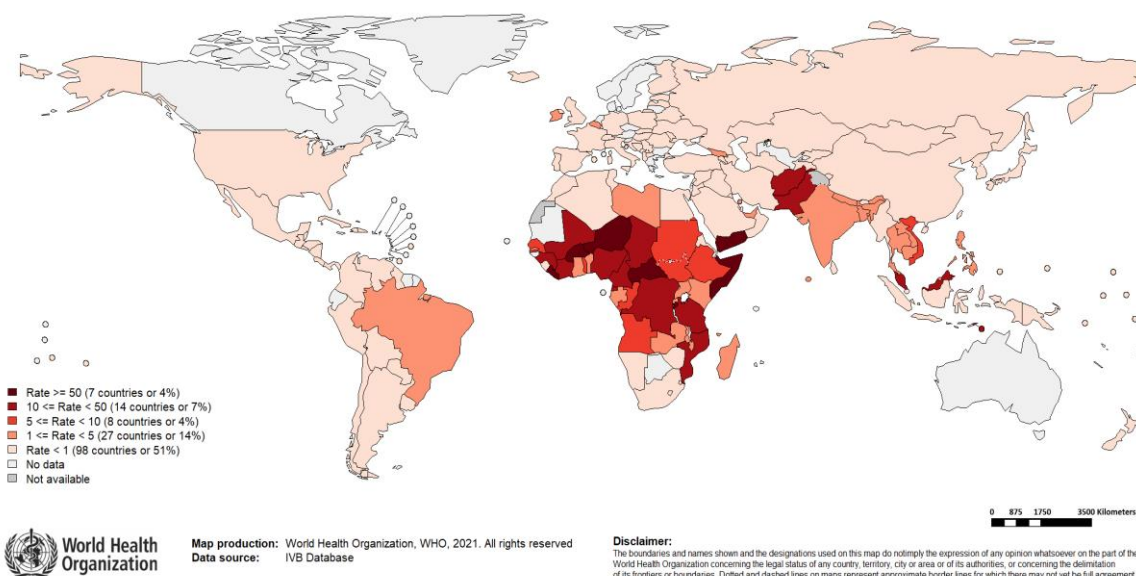 Rate >= 50 (7 countries or 4%)
10 <= Rate < 50 (14 countries or 7%)
5 <= Rate < 10 (8 countries or 4%)
1 <= Rate < 5 (27 countries or 14%)
Rate < 1 (98 countries or 51%)
No data
Not available
0 875 1750 3500 Kilometers
World Health
Organization
Map production: World Health Organization, WHO, 2021. All rights reserved
Data source: IVB Database
Disclaimer:
The boundaries and names shown and the designations used on this map do notimply the expression of any opinion whatsoever on the part of the
World Health Organization concerning the legal status of any country, territory, city or area or of its authorities, or concerning the delimitation
of its frontiers or boundaries. Dotted and dashed lines on maps represent approximate border lines for which there may not yet be full agreement.